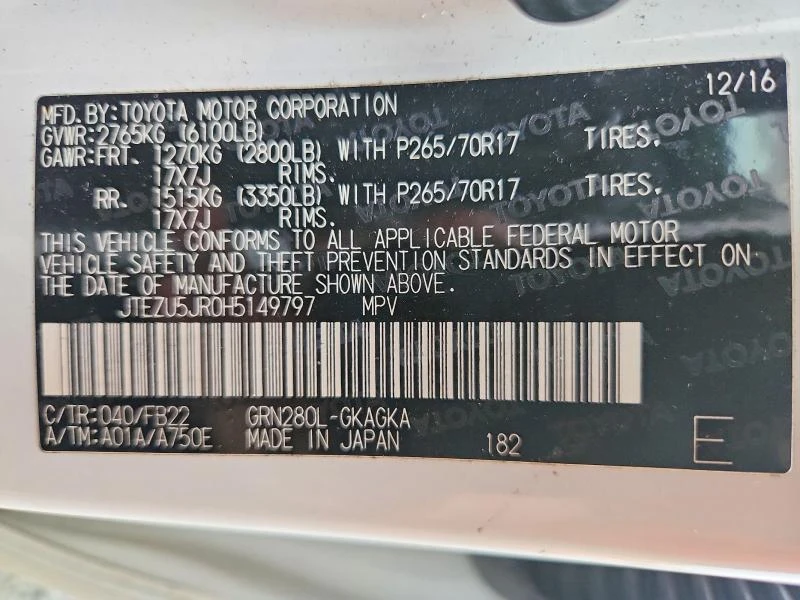 12/16
MFD.BY:TOYOTA MOTOR CORPORATION
GVWR:2765KG (6100LB)
GAWR:FRT. 1270KG (2800LB) WITH P265/70R17 TIRES,
17X7J RIMS.
RR. 1515KG (3350LB) WITH P265/70R17 TIRES,
17X7J RIMS.
THIS VEHICLE CONFORMS TO ALL APPLICABLE FEDERAL MOTOR
VEHICLE SAFETY AND THEFT PREVENTION STANDARDS IN EFFECT ON
THE DATE OF MANUFACTURE SHOWN ABOVE.
JTEZU5JR0H5149797 MPV
C/TR:040/FB22 GRN280L-GKAGKA
A/TM:A01A/A750E MADE IN JAPAN 182 E